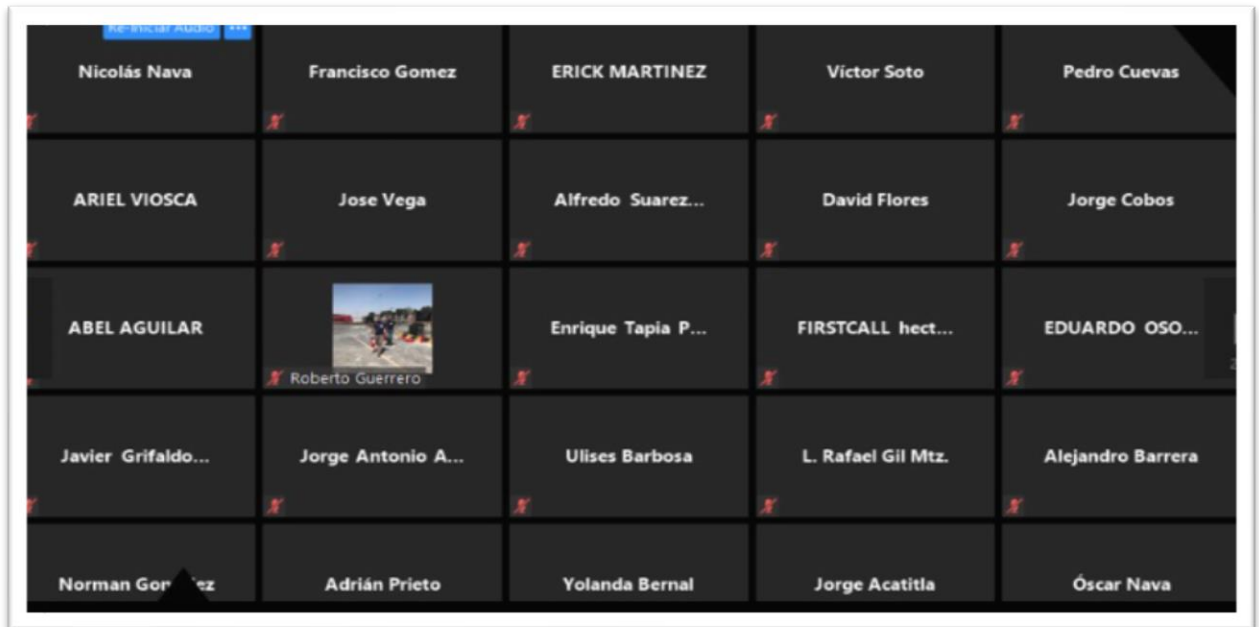 Re-Iniciar Audio ...
Nicolás Nava
Francisco Gomez
ERICK MARTINEZ
Víctor Soto
Pedro Cuevas
ARIEL VIOSCA
Jose Vega
Alfredo Suarez...
David Flores
Jorge Cobos
ABEL AGUILAR
Roberto Guerrero
Enrique Tapia P...
FIRSTCALL hect...
EDUARDO OSO...
Javier Grifaldo...
Jorge Antonio A...
Ulises Barbosa
L. Rafael Gil Mtz.
Alejandro Barrera
Norman
Adrián Prieto
Yolanda Bernal
Jorge Acatitla
Óscar Nava